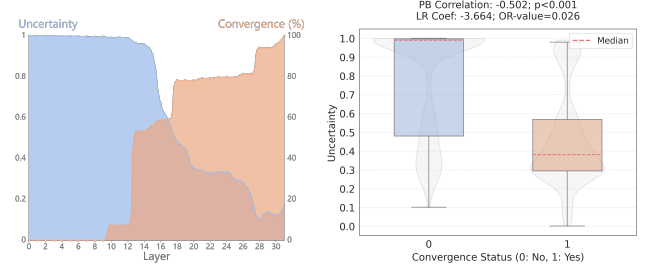 Uncertainty
Convergence (%)
1
0.8
0.6
0.4
0.2
0
100
80
60
40
20
0
0 2 4 6 8 10 12 14 16 18 20 22 24 26 28 30
Layer
PB Correlation: -0.502; p<0.001
LR Coef: -3.664; OR-value=0.026
Median
Uncertainty
1.0
0.9
0.8
0.7
0.6
0.5
0.4
0.3
0.2
0.1
0.0
0 1
Convergence Status (0: No, 1: Yes)